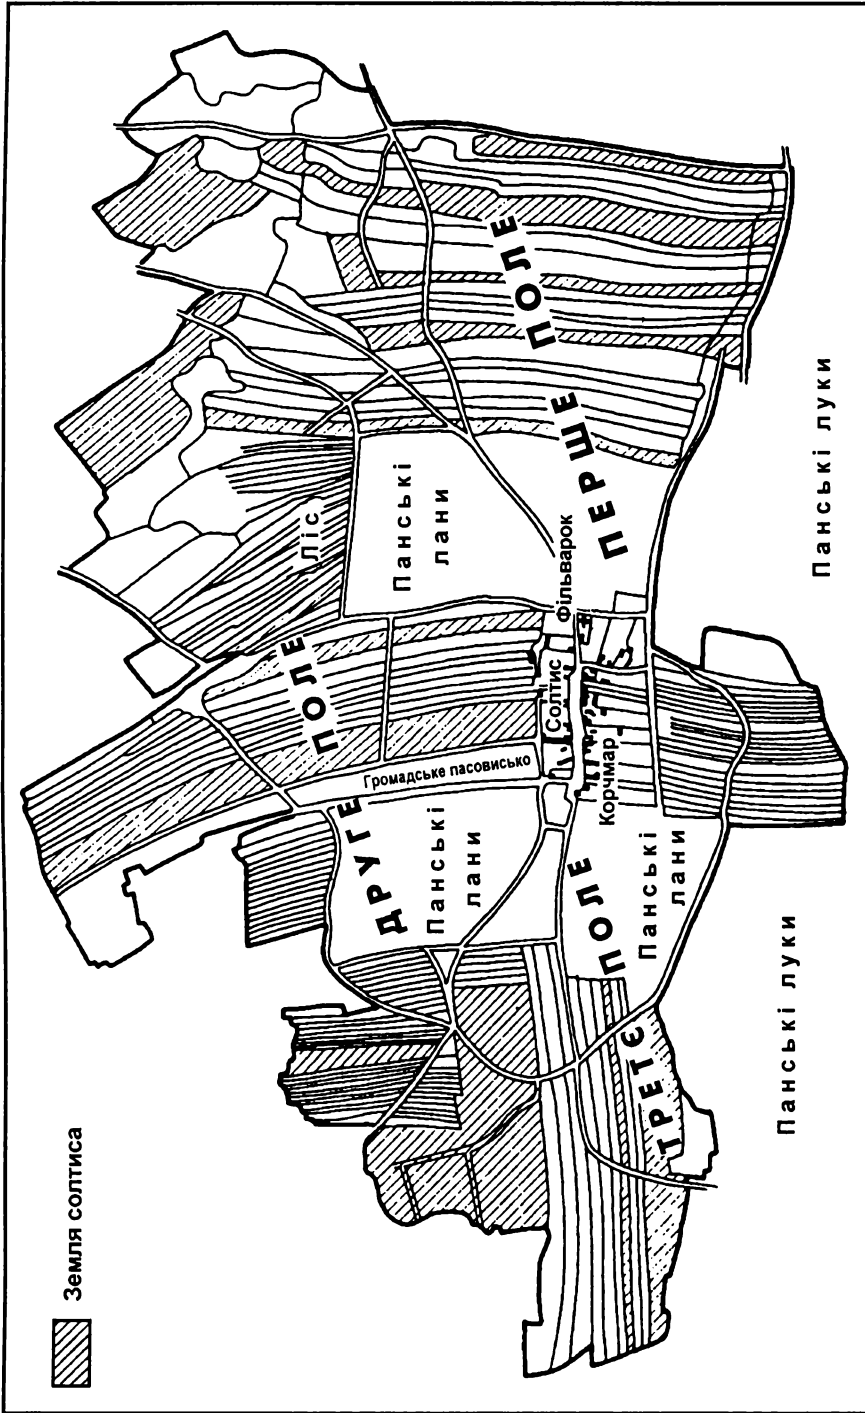 Земля солтиса
ПЕРШЕ ПОЛЕ
ДРУГЕ ПОЛЕ
ТРЕТЄ ПОЛЕ
Ліс
Панські
лани
Фільварок
Солтис
Корчмар
Громадське пасовисько
Панські
лани
Панські
лани
Панські луки
Панські луки